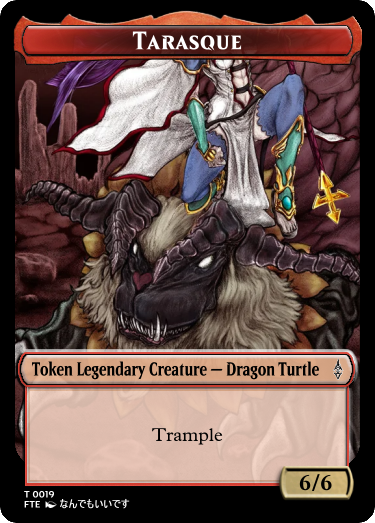 Tarasque
Token Legendary Creature — Dragon Turtle
Trample
6/6
T 0019
FTE なんでもいいです